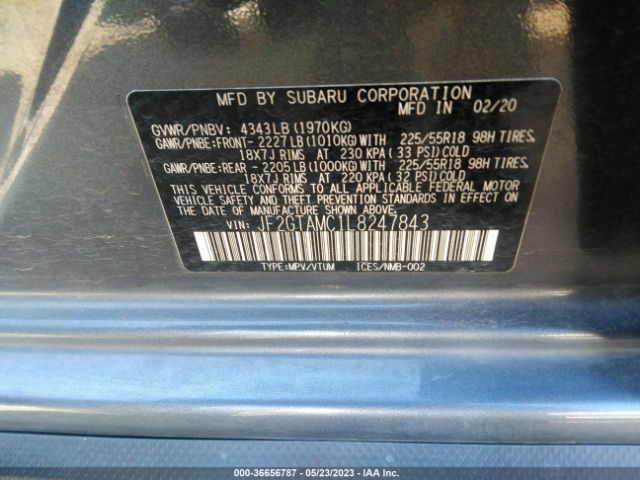 MFD BY SUBARU CORPORATION
MFD IN 02/20
GVWR/PNBV: 4343LB(1970KG)
GAWR/PNBE:FRONT- 2227LB(1010KG)WITH 225/55R18 98H TIRES,
18X7J RIMS AT 230 KPA(33 PSI)COLD
GAWR/PNBE:REAR - 2205LB(1000KG)WITH 225/55R18 98H TIRES,
18X7J RIMS AT 220 KPA(32 PSI)COLD
THIS VEHICLE CONFORMS TO ALL APPLICABLE FEDERAL MOTOR
VEHICLE SAFETY AND THEFT PREVENTION STANDARDS IN EFFECT ON
THE DATE OF MANUFACTURE SHOWN ABOVE.
VIN: JF2GTAMC1L8247843
TYPE:MPV/VTUM ICES/NMB-002
000-36656787 - 05/23/2023 - IAA Inc.